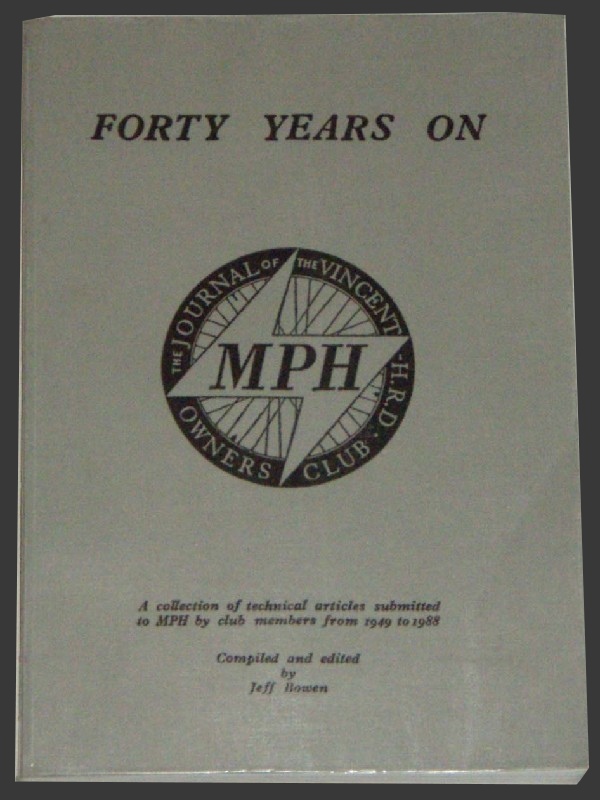 FORTY YEARS ON
THE JOURNAL OF THE VINCENT-H.R.D.
MPH
OWNERS CLUB
A collection of technical articles submitted
to MPH by club members from 1949 to 1988
Compiled and edited
by
Jeff Bowen